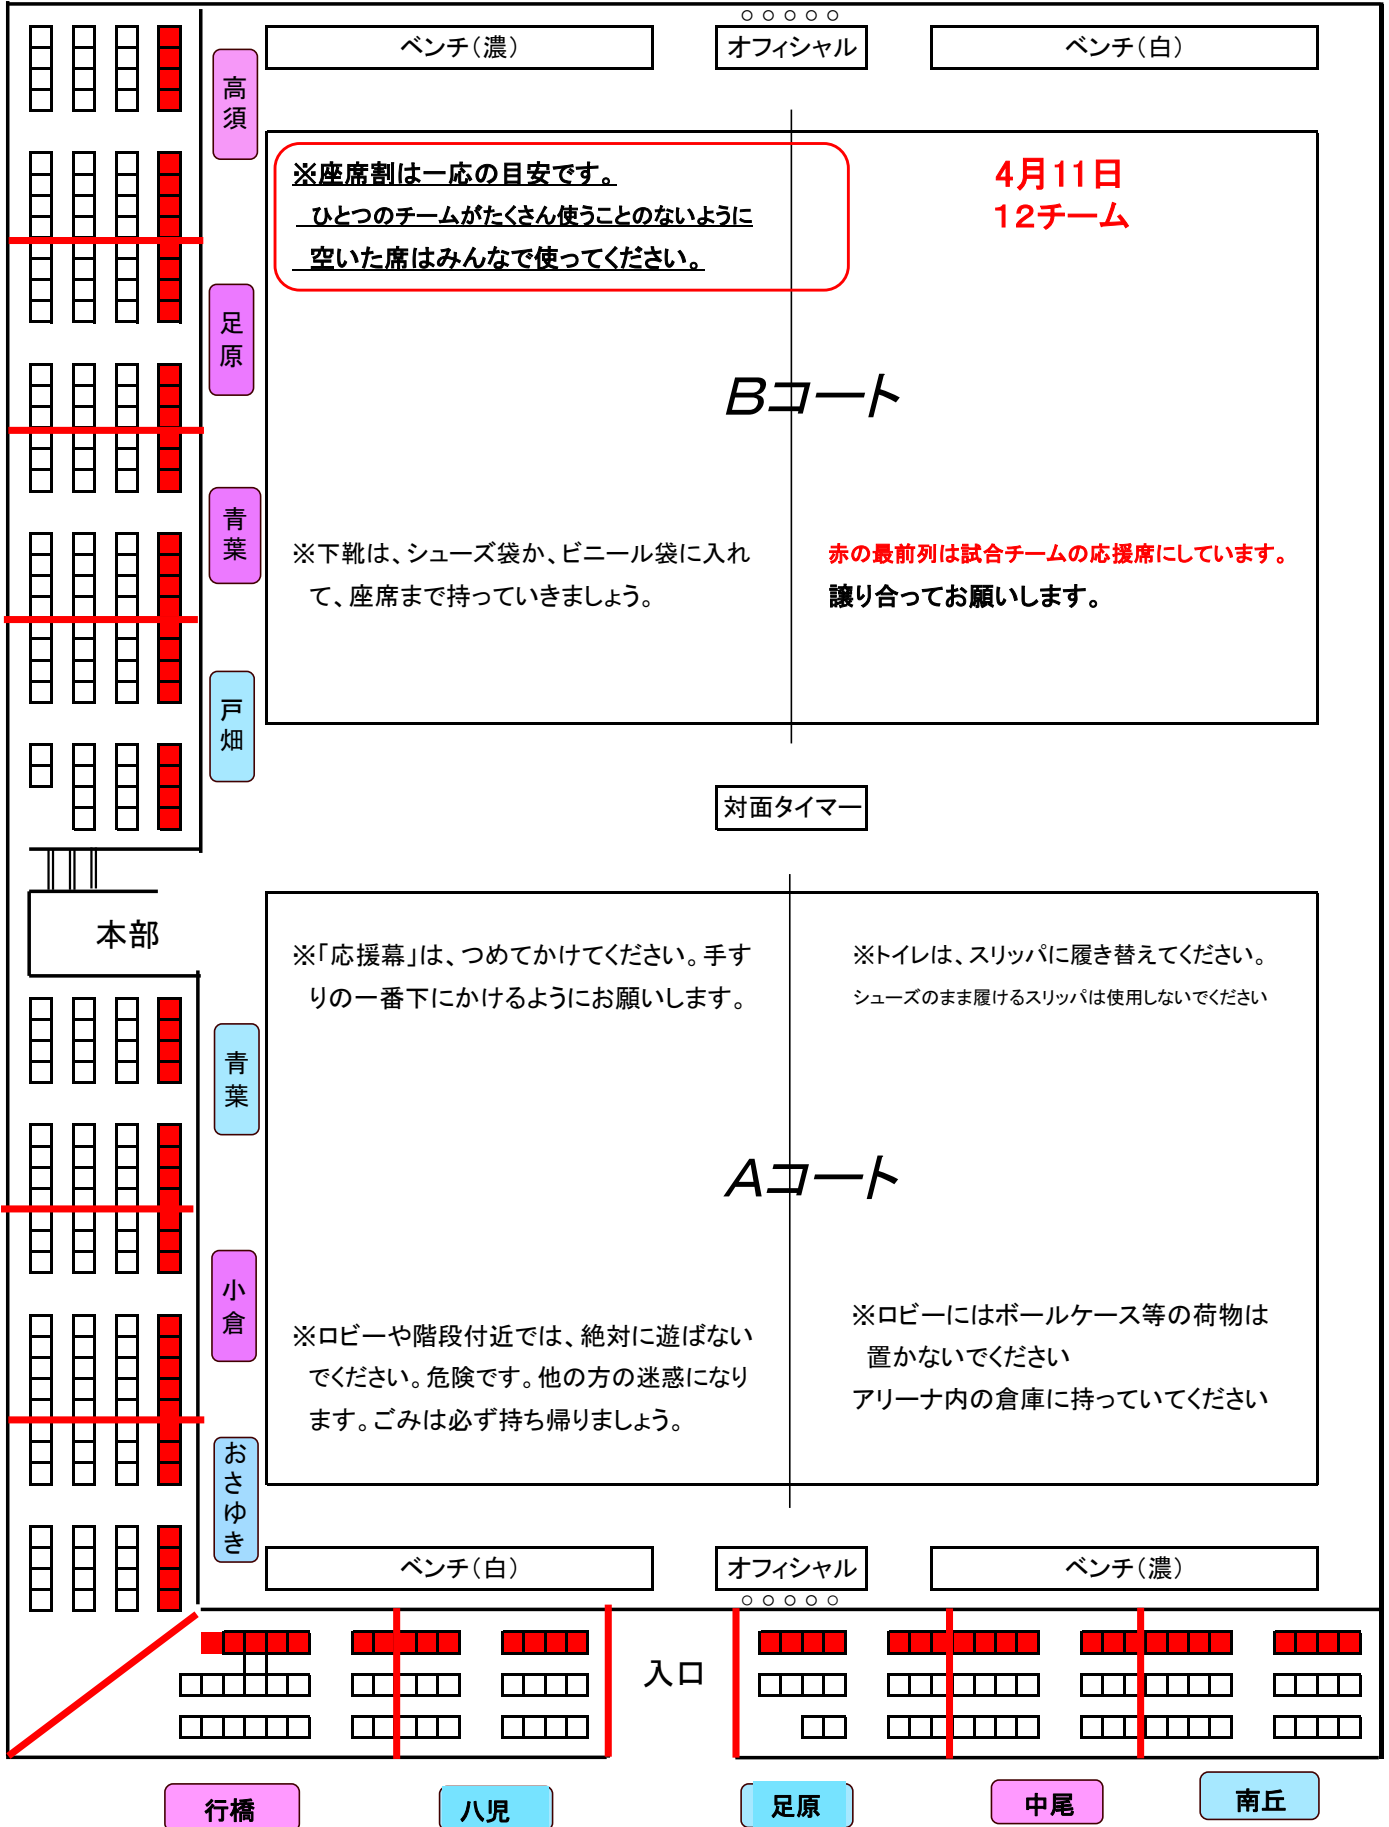 ○○○○○
ベンチ（濃）
オフィシャル
ベンチ（白）
高須
※座席割は一応の目安です。
ひとつのチームがたくさん使うことのないように
空いた席はみんなで使ってください。
4月11日
12チーム
足原
Bコート
青葉
※下靴は、シューズ袋か、ビニール袋に入れ
て、座席まで持っていきましょう。
赤の最前列は試合チームの応援席にしています。
譲り合ってお願いします。
戸畑
対面タイマー
本部
※「応援幕」は、つめてかけてください。手す
りの一番下にかけるようにお願いします。
※トイレは、スリッパに履き替えてください。
シューズのまま履けるスリッパは使用しないでください
青葉
Aコート
小倉
※ロビーや階段付近では、絶対に遊ばない
でください。危険です。他の方の迷惑になり
ます。ごみは必ず持ち帰りましょう。
※ロビーにはボールケース等の荷物は
置かないでください
アリーナ内の倉庫に持っていてください
おさゆき
ベンチ（白）
オフィシャル
ベンチ（濃）
○○○○○
入口
行橋
八児
足原
中尾
南丘